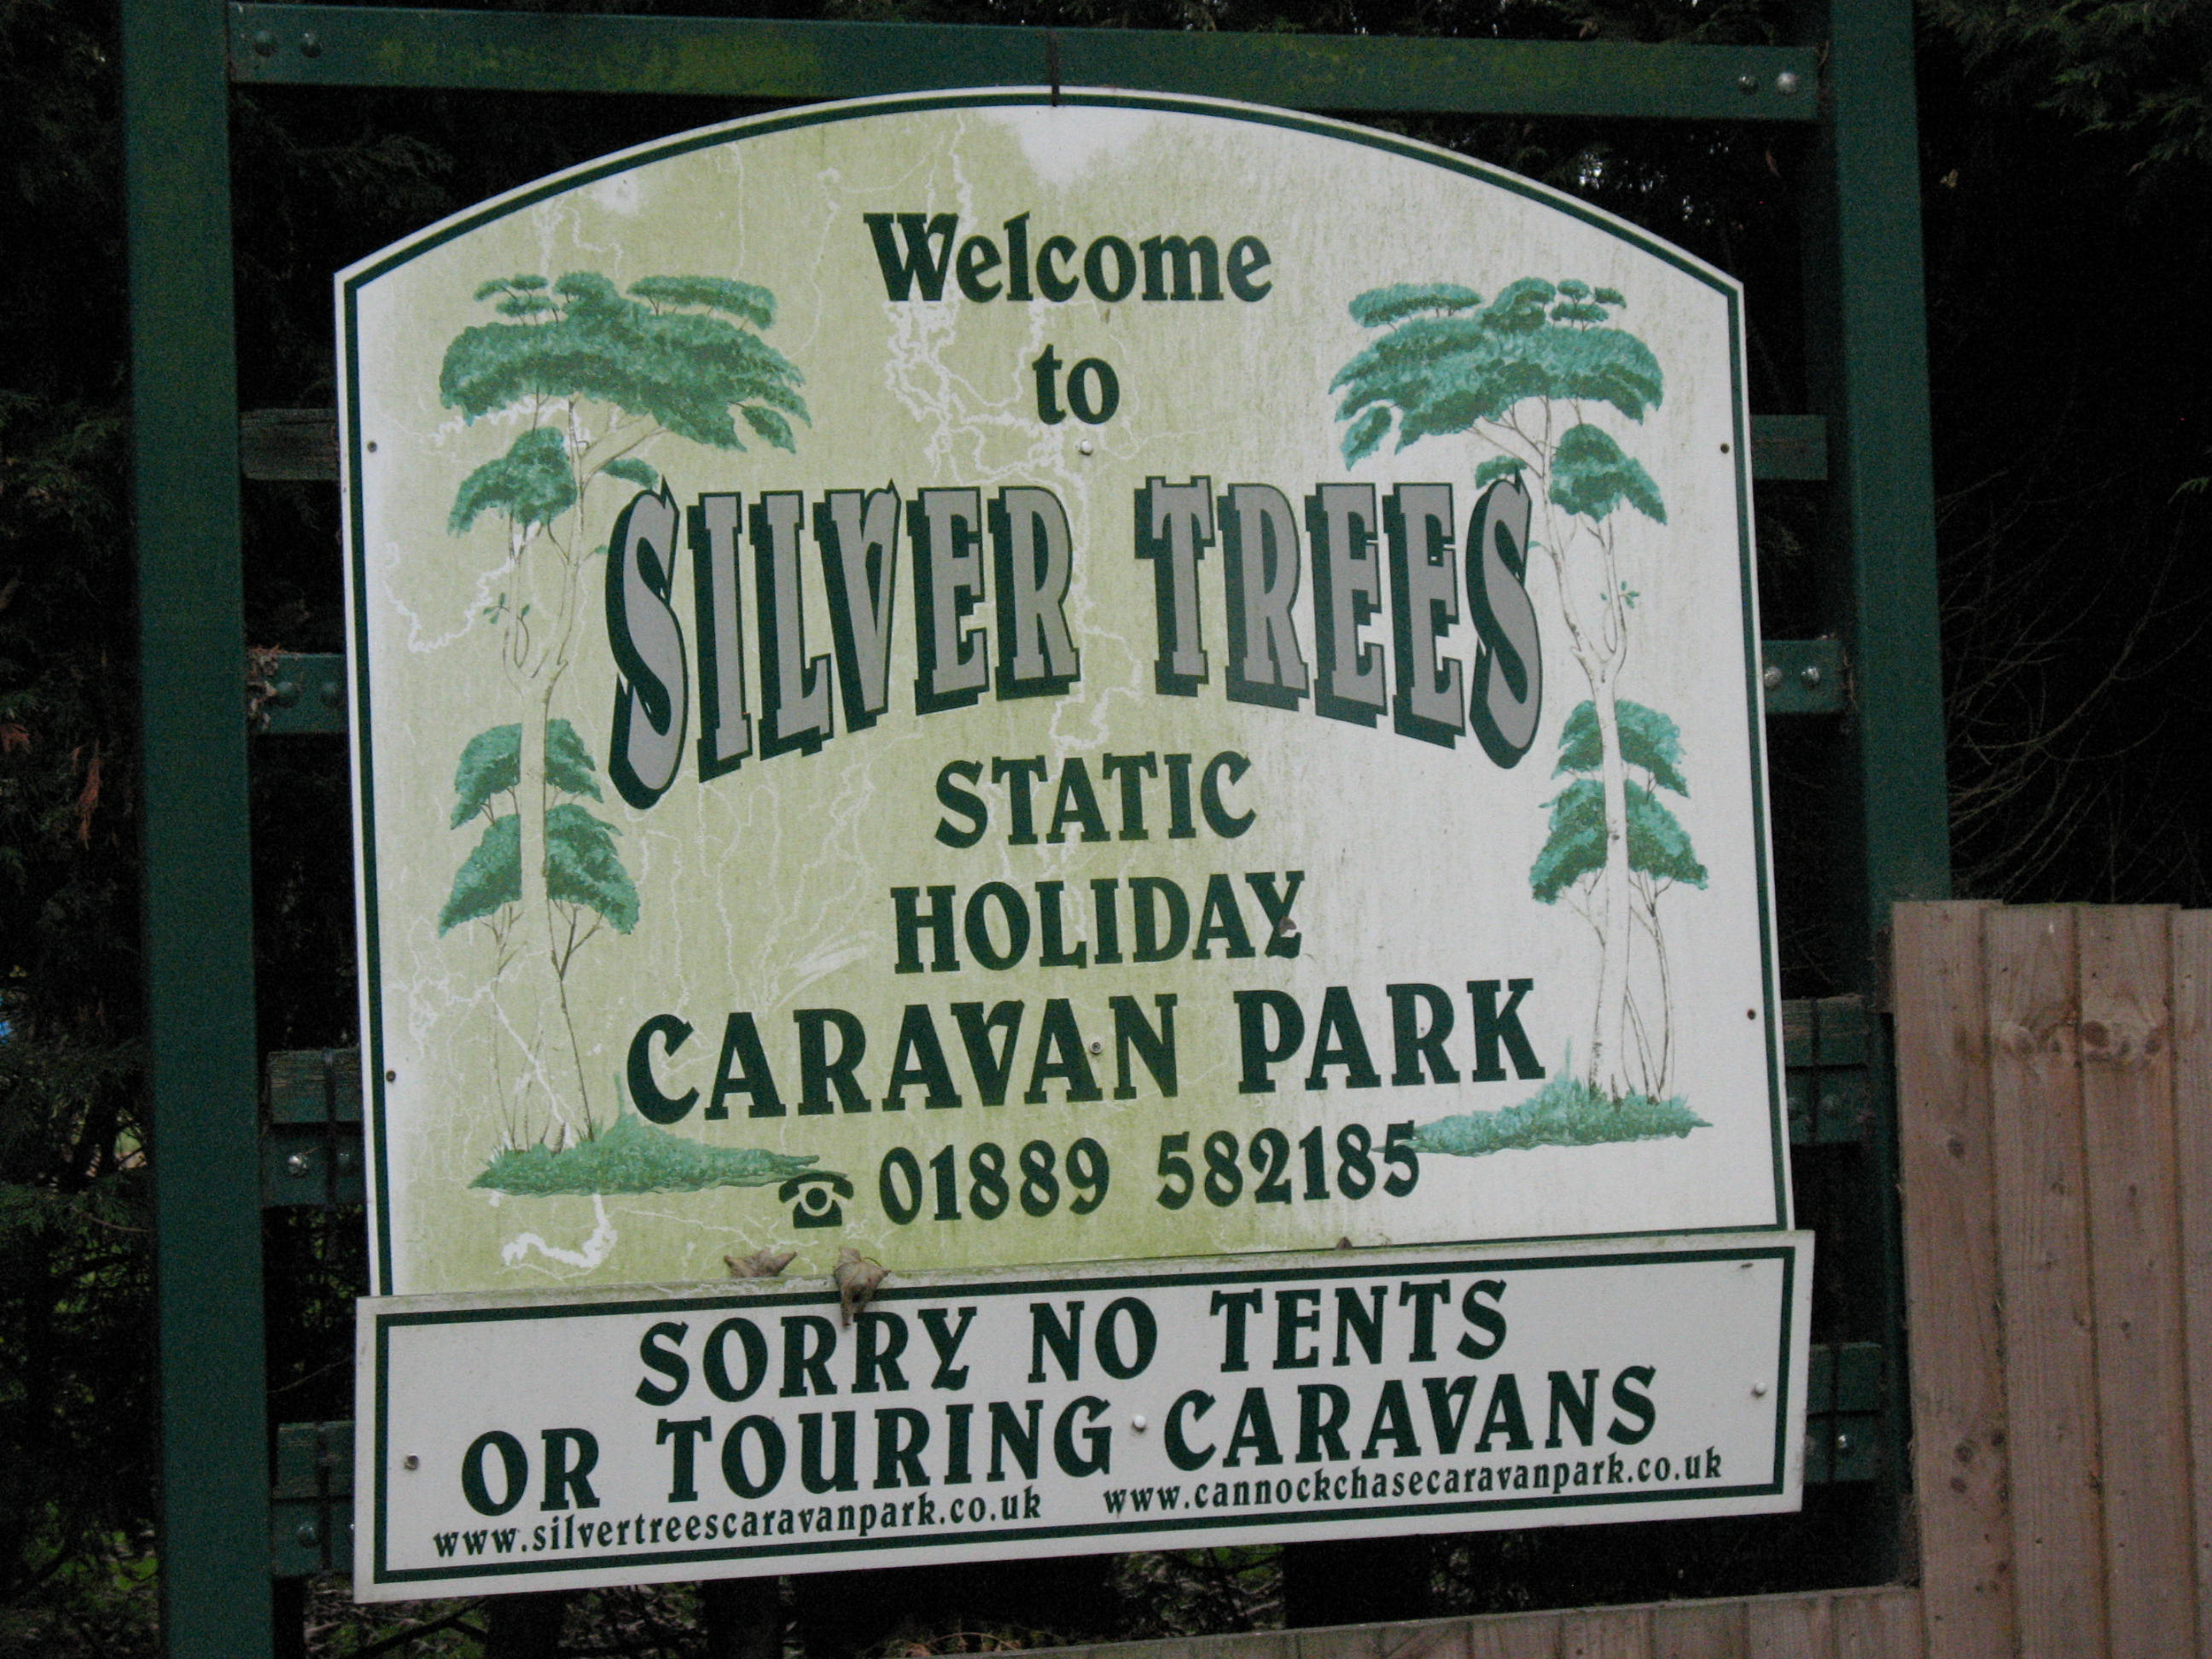 Welcome
to
SILVER TREES
STATIC
HOLIDAY
CARAVAN PARK
01889 582185
SORRY NO TENTS
OR TOURING CARAVANS
www.silvertreescaravanpark.co.uk www.cannockchasecaravanpark.co.uk